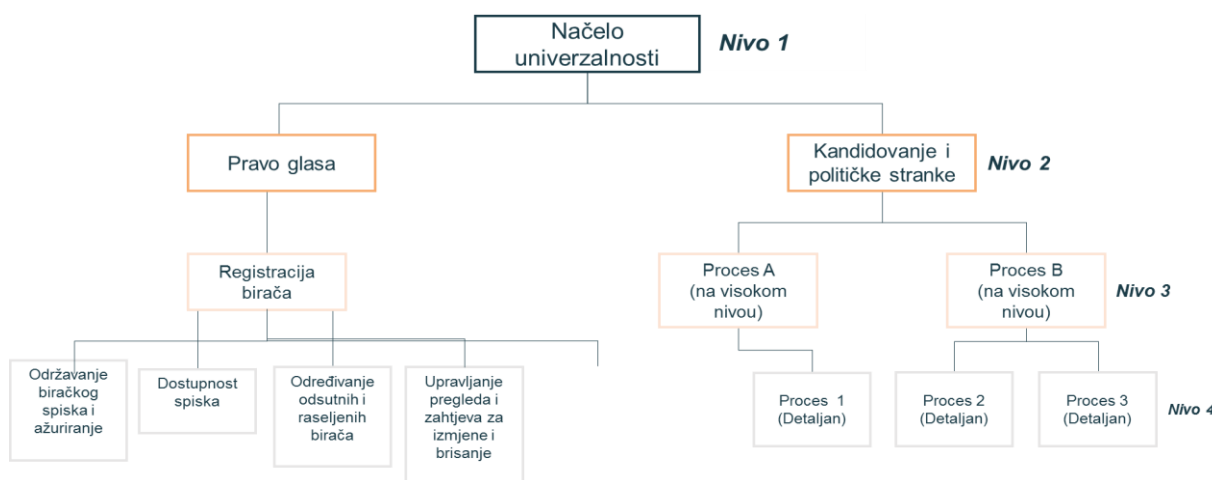 Načelo
univerzalnosti
Nivo 1
Pravo glasa
Kandidovanje i
političke stranke
Nivo 2
Registracija
birača
Proces A
(na visokom
nivou)
Proces B
(na visokom
nivou)
Nivo 3
Održavanje
biračkog
spiska i
ažuriranje
Dostupnost
spiska
Određivanje
odsutnih i
raseljenih
birača
Upravljanje
pregleda i
zahtjeva za
izmjene i
brisanje
Proces 1
(Detaljan)
Proces 2
(Detaljan)
Proces 3
(Detaljan)
Nivo 4